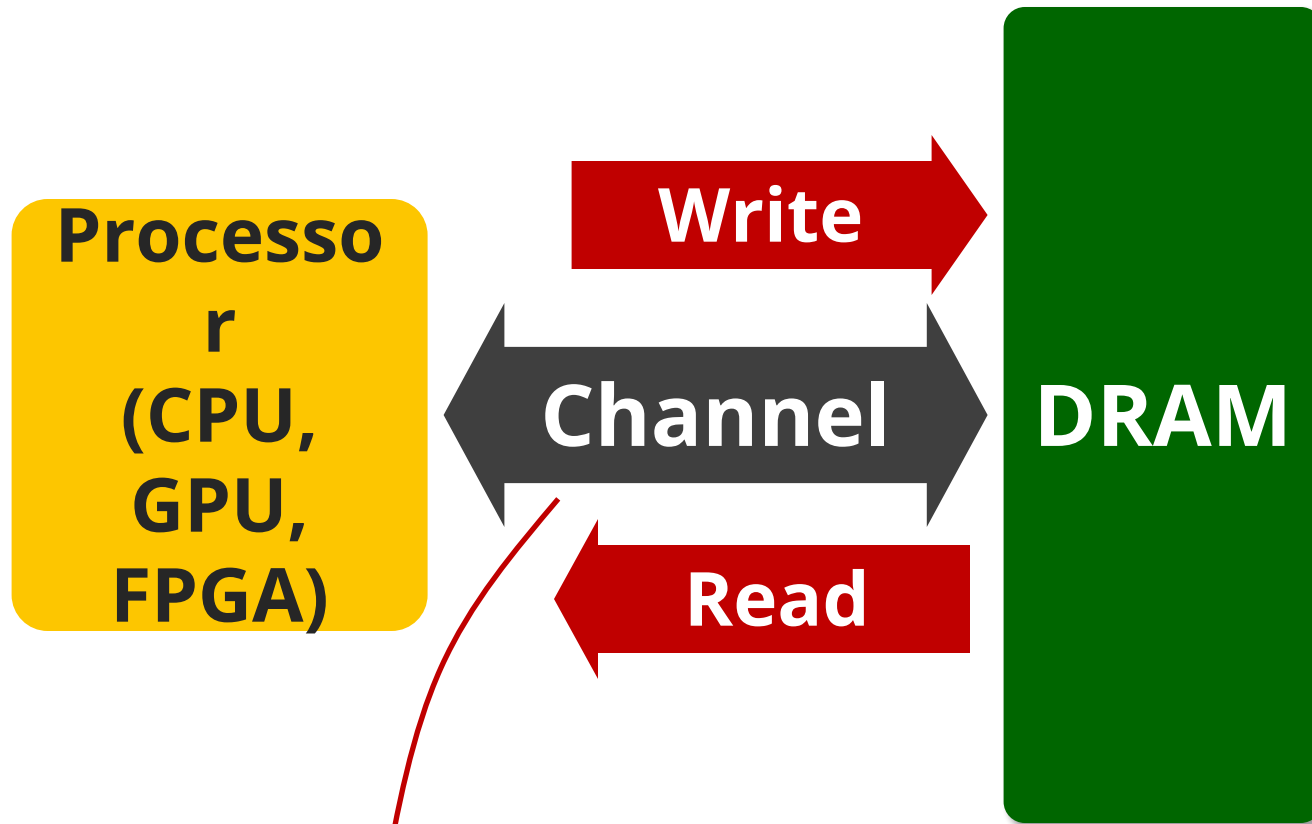 Processo
r
(CPU,
GPU,
FPGA)
Write
Channel
Read
DRAM